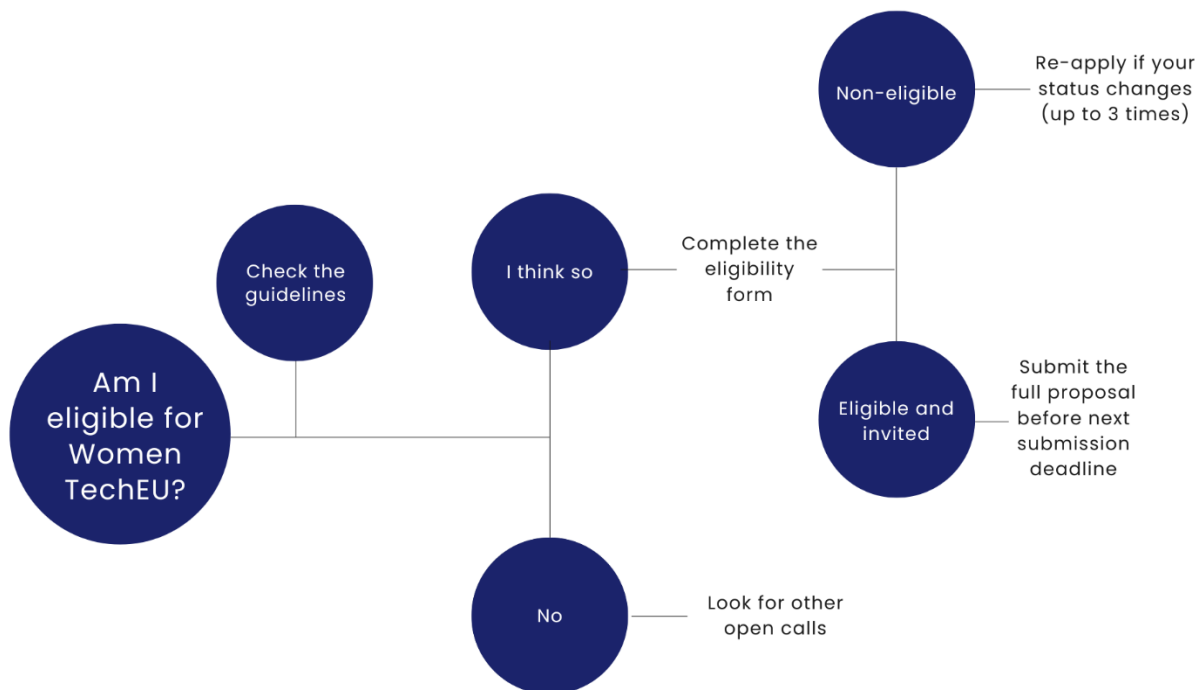 Am I
eligible for
Women
TechEU?
Check the
guidelines
I think so
Complete the
eligibility
form
Non-eligible
Re-apply if your
status changes
(up to 3 times)
Eligible and
invited
Submit the
full proposal
before next
submission
deadline
No
Look for other
open calls